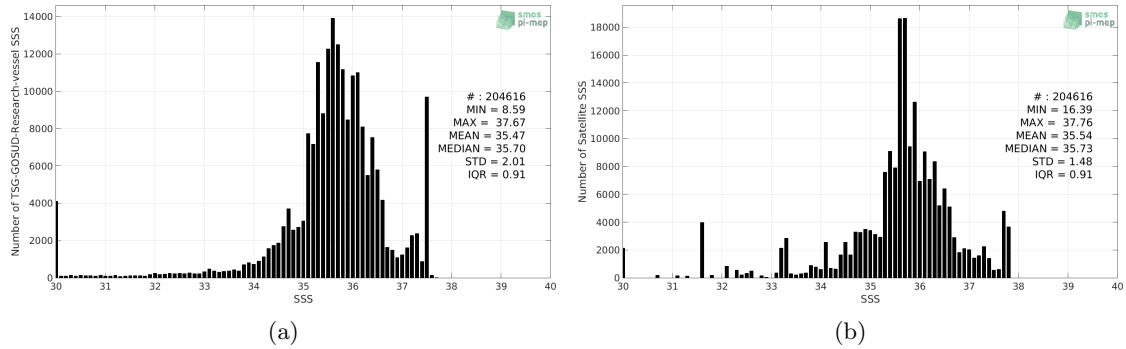 14000
12000
10000
8000
6000
4000
2000
0
Number of TSG-GOSUD-Research-vessel SSS
smos
pi-mep
# : 204616
MIN = 8.59
MAX = 37.67
MEAN = 35.47
MEDIAN = 35.70
STD = 2.01
IQR = 0.91
30 31 32 33 34 35 36 37 38 39 40
SSS
(a)
18000
16000
14000
12000
10000
8000
6000
4000
2000
0
Number of Satellite SSS
smos
pi-mep
# : 204616
MIN = 16.39
MAX = 37.76
MEAN = 35.54
MEDIAN = 35.73
STD = 1.48
IQR = 0.91
30 31 32 33 34 35 36 37 38 39 40
SSS
(b)